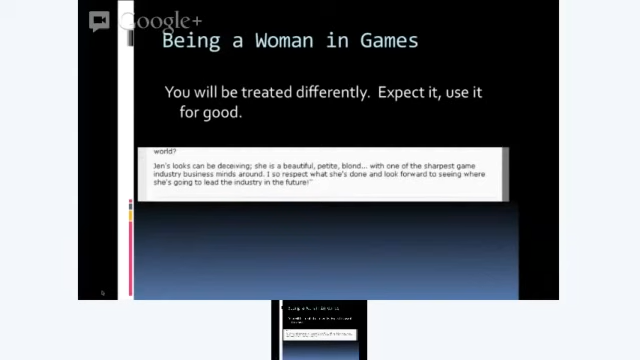 Google+
Being a Woman in Games
You will be treated differently. Expect it, use it
for good.
world?
Jen's looks can be deceiving; she is a beautiful, petite, blond... with one of the sharpest game
industry business minds around. I so respect what she's done and look forward to seeing where
she's going to lead the industry in the future!"